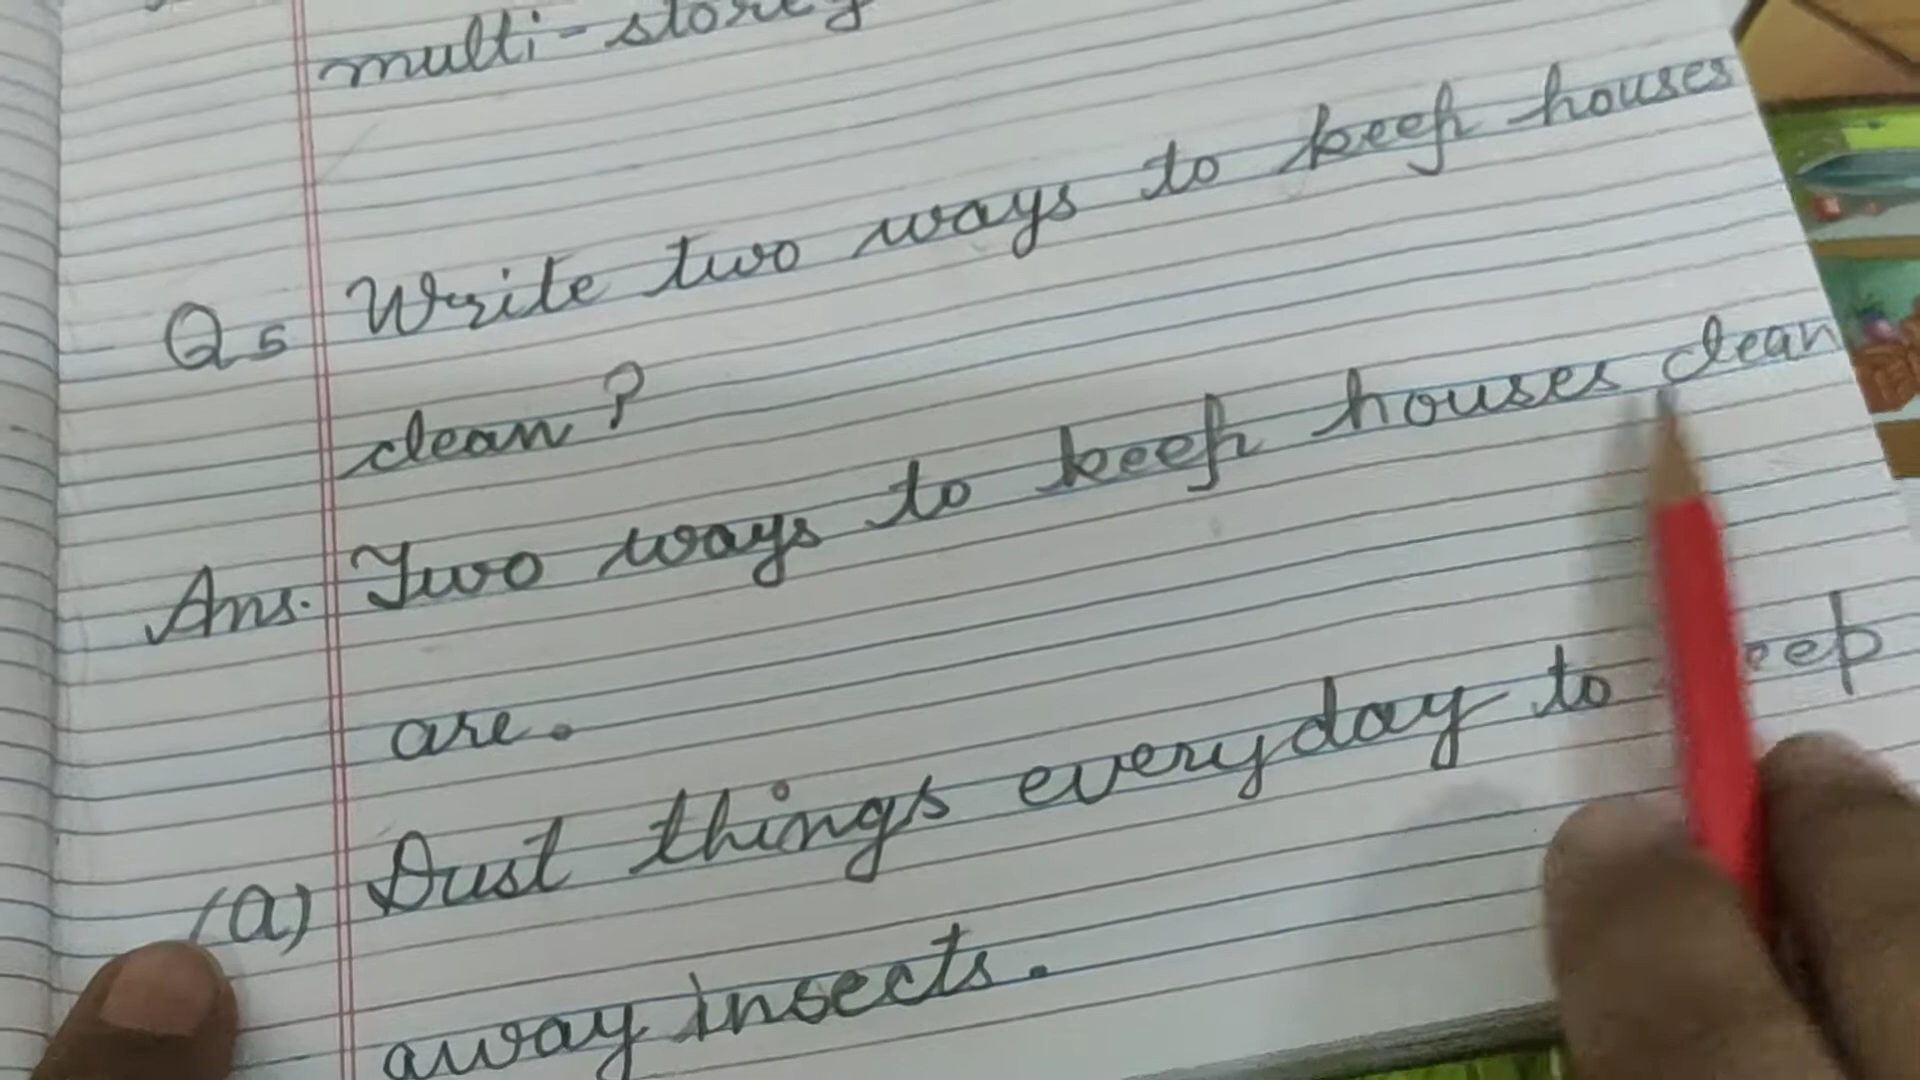 multi-storey
Q5 Write two ways to keep houses
clean?
Ans. Two ways to keep houses clean
are.
(a) Dust things everyday to keep
away insects.